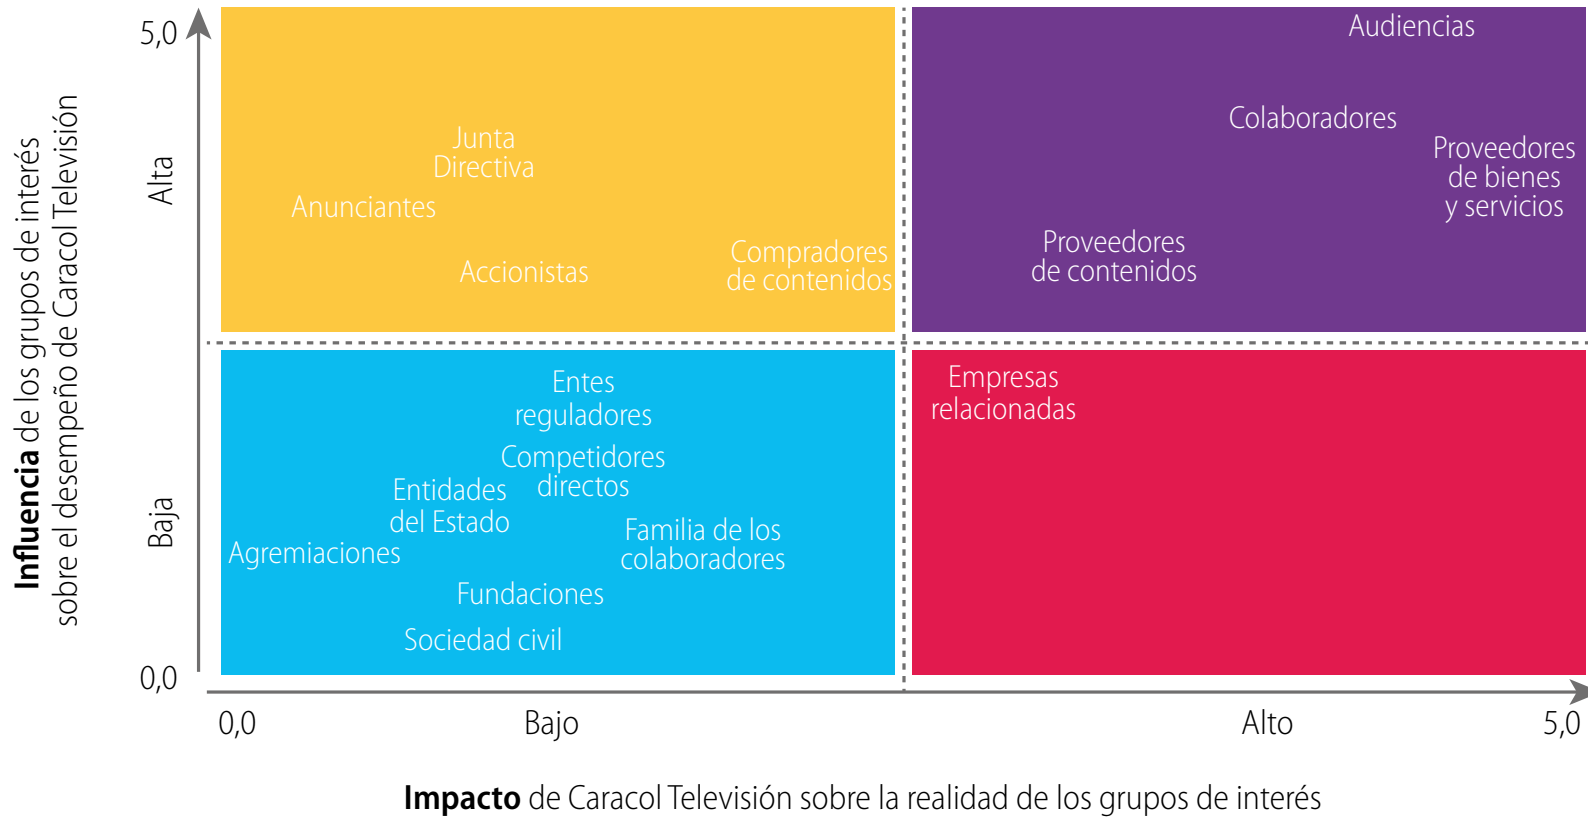 Influencia de los grupos de interés
sobre el desempeño de Caracol Televisión
5,0
Alta
Baja
0,0
Junta
Directiva
Anunciantes
Accionistas
Compradores
de contenidos
Audiencias
Colaboradores
Proveedores
de bienes
y servicios
Proveedores
de contenidos
Entes
reguladores
Competidores
directos
Entidades
del Estado
Familia de los
colaboradores
Agremiaciones
Fundaciones
Sociedad civil
Empresas
relacionadas
0,0
Bajo
Alto
5,0
Impacto de Caracol Televisión sobre la realidad de los grupos de interés